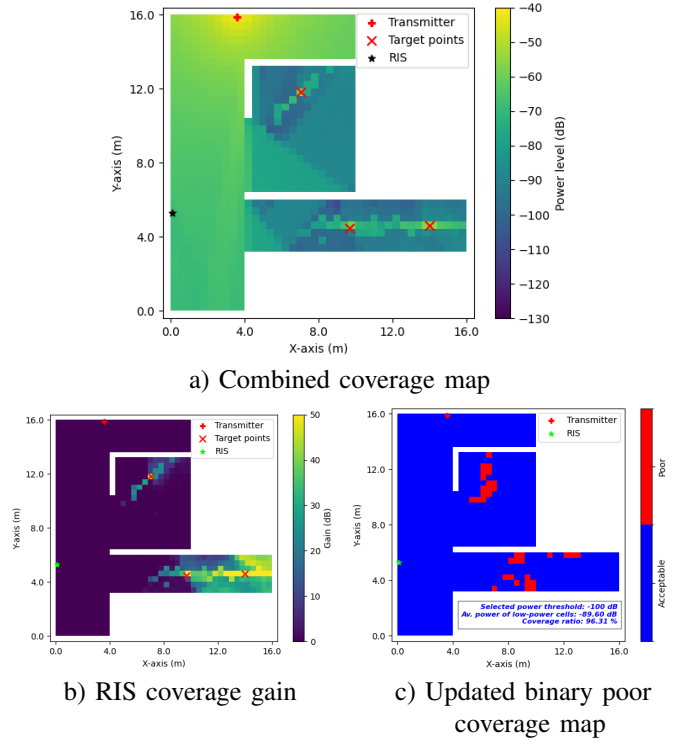 Transmitter
Target points
RIS
16.0
12.0
8.0
4.0
0.0
Y-axis (m)
0.0 4.0 8.0 12.0 16.0
X-axis (m)
−40
−50
−60
−70
−80
−90
−100
−110
−120
−130
Power level (dB)
a) Combined coverage map
Transmitter
Target points
RIS
16.0
12.0
8.0
4.0
0.0
Y-axis (m)
0.0 4.0 8.0 12.0 16.0
X-axis (m)
50
40
30
20
10
0
Gain (dB)
b) RIS coverage gain
Transmitter
RIS
16.0
12.0
8.0
4.0
0.0
Y-axis (m)
Selected power threshold: -100 dB
Av. power of low-power cells: -89.60 dB
Coverage ratio: 96.31 %
0.0 4.0 8.0 12.0 16.0
X-axis (m)
Poor
Acceptable
c) Updated binary poor
coverage map